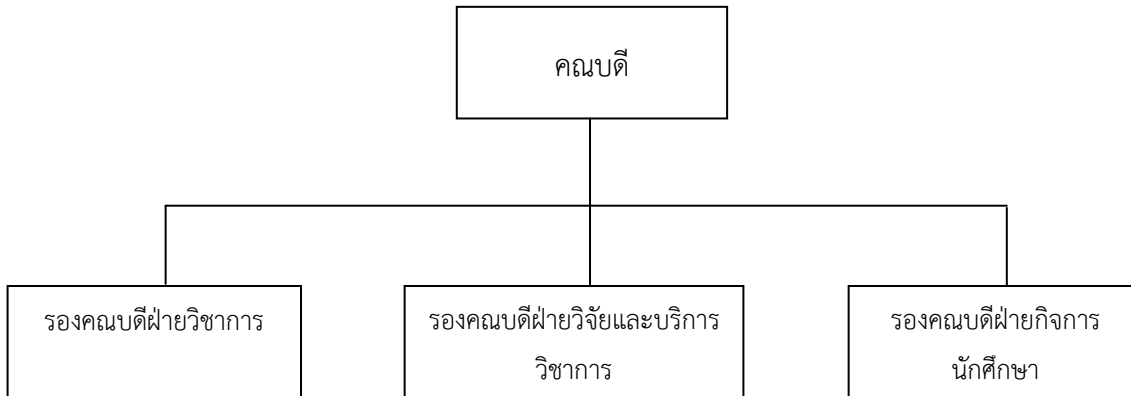 คณบดี
รองคณบดีฝ่ายวิชาการ
รองคณบดีฝ่ายวิจัยและบริการ
วิชาการ
รองคณบดีฝ่ายกิจการ
นักศึกษา